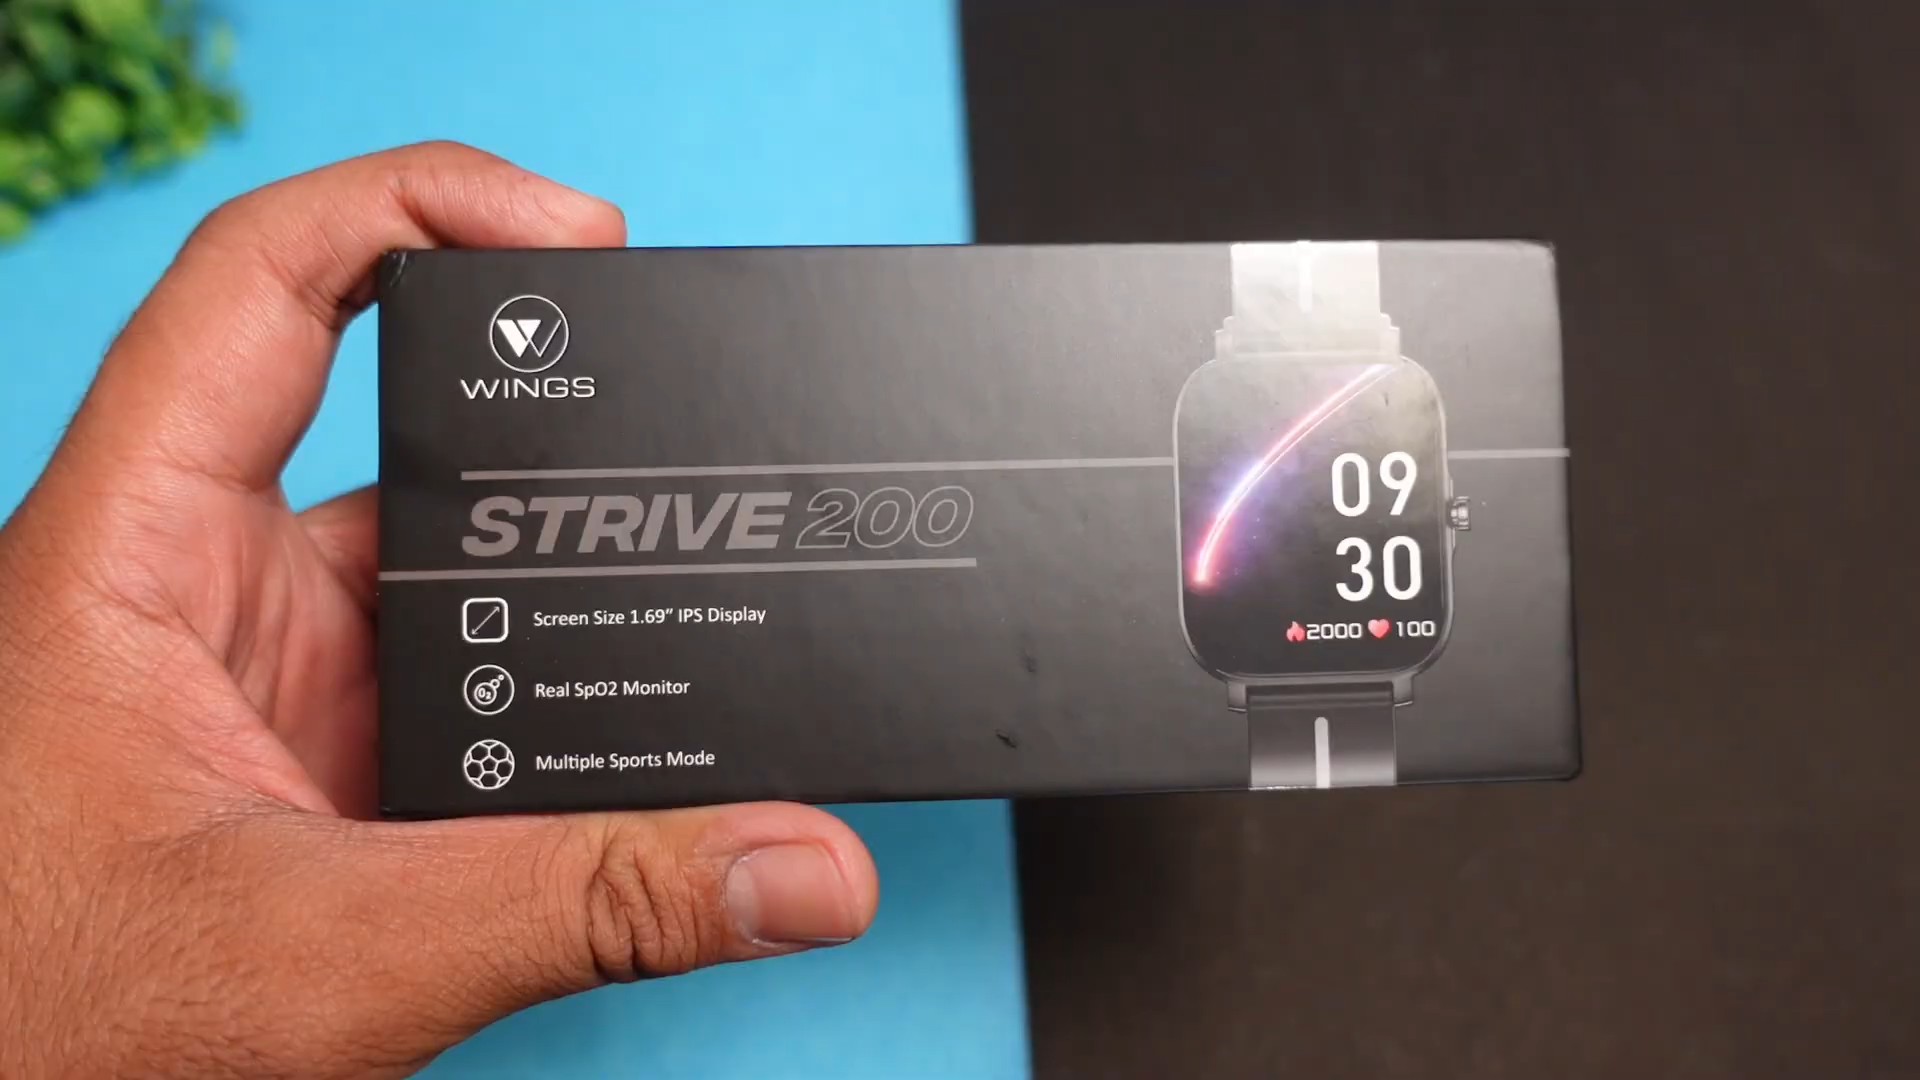 W
WINGS
STRIVE 200
Screen Size 1.69" IPS Display
O2
Real SpO2 Monitor
Multiple Sports Mode
09
30
2000 100